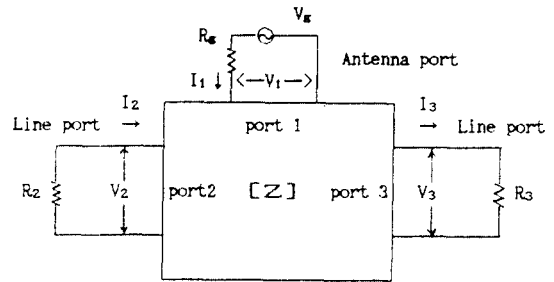 Vg
Rg
Antenna port
I1 ↓
<-V1->
I2
I3
Line port →
→ Line port
port 1
R2
V2
port2
[Z]
port 3
V3
R3